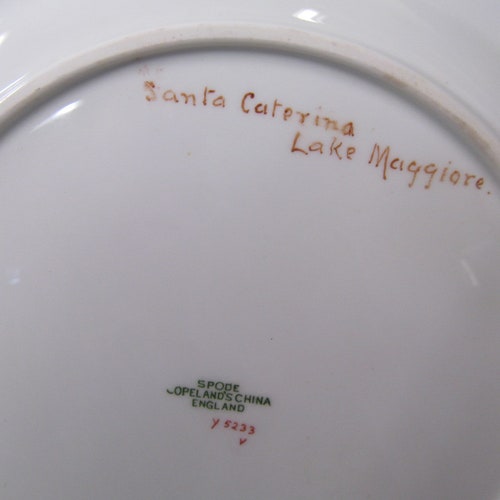 Santa Caterina
Lake Maggiore.
SPODE
COPELAND'S CHINA
ENGLAND
Y 5233
v